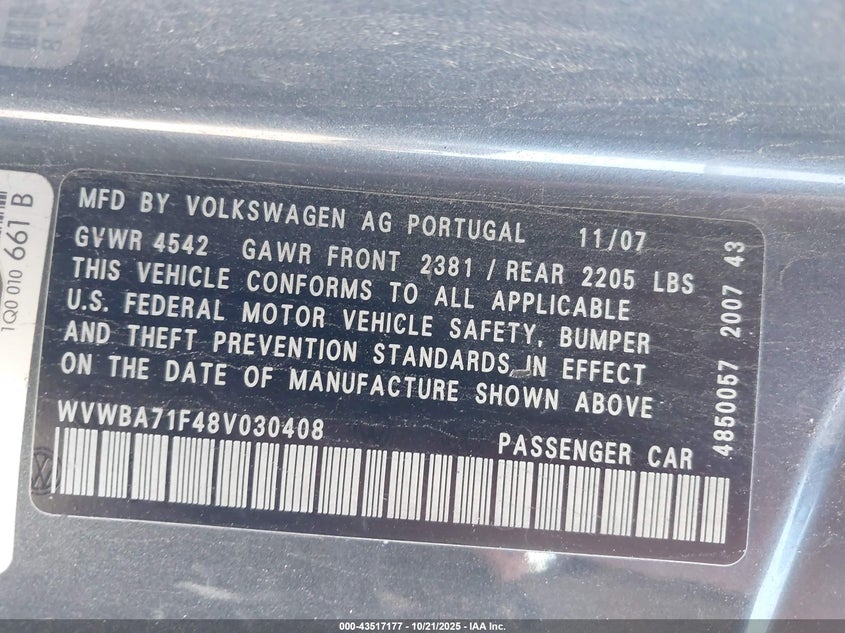 MFD BY VOLKSWAGEN AG PORTUGAL 11/07
GVWR 4542 GAWR FRONT 2381 / REAR 2205 LBS
THIS VEHICLE CONFORMS TO ALL APPLICABLE
U.S. FEDERAL MOTOR VEHICLE SAFETY, BUMPER
AND THEFT PREVENTION STANDARDS IN EFFECT
ON THE DATE OF MANUFACTURE SHOWN ABOVE
WVWBA71F48V030408
PASSENGER CAR
4850057 2007 43
1Q0 010 661 B
000-43517177 - 10/21/2025 - IAA Inc.